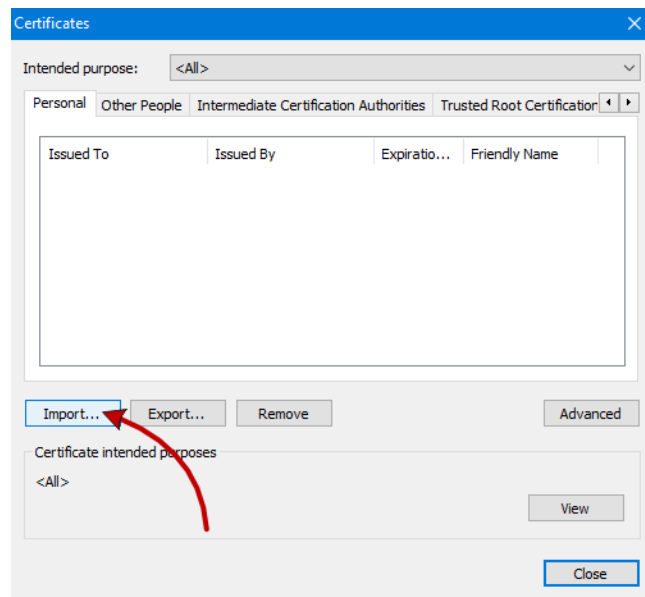 Certificates
Intended purpose: <All>
Personal Other People Intermediate Certification Authorities Trusted Root Certification
Issued To Issued By Expiratio... Friendly Name
Import... Export... Remove Advanced
Certificate intended purposes
<All>
View
Close